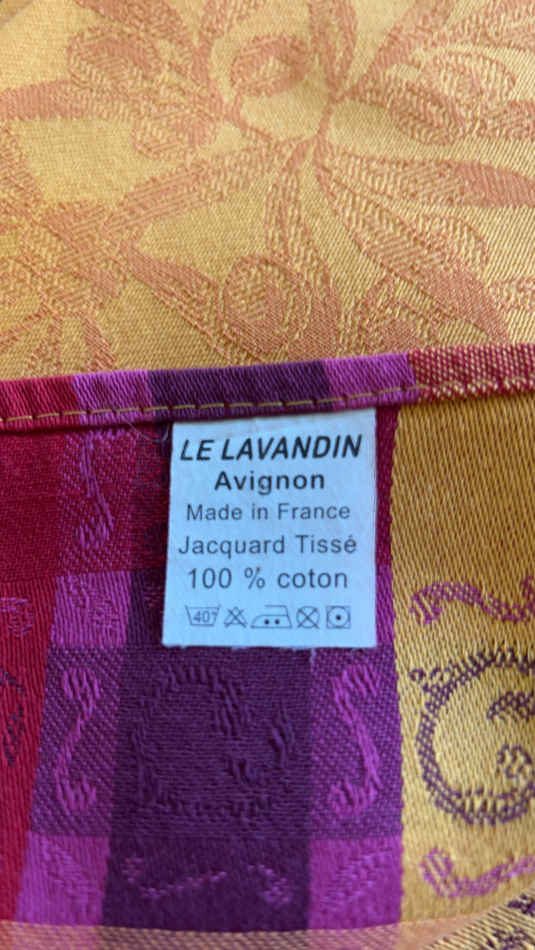 LE LAVANDIN
Avignon
Made in France
Jacquard Tissé
100 % coton
40